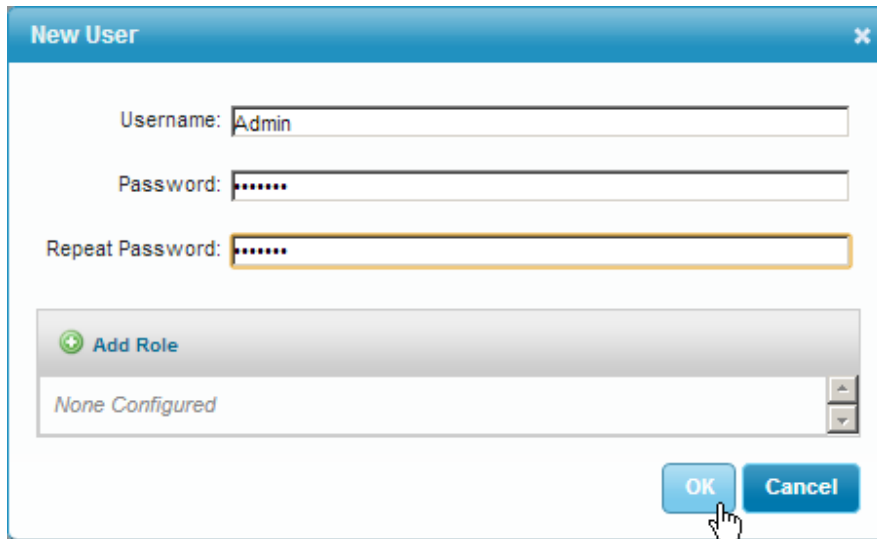 New User
Username: Admin
Password: •••••••
Repeat Password: •••••••
Add Role
None Configured
OK Cancel